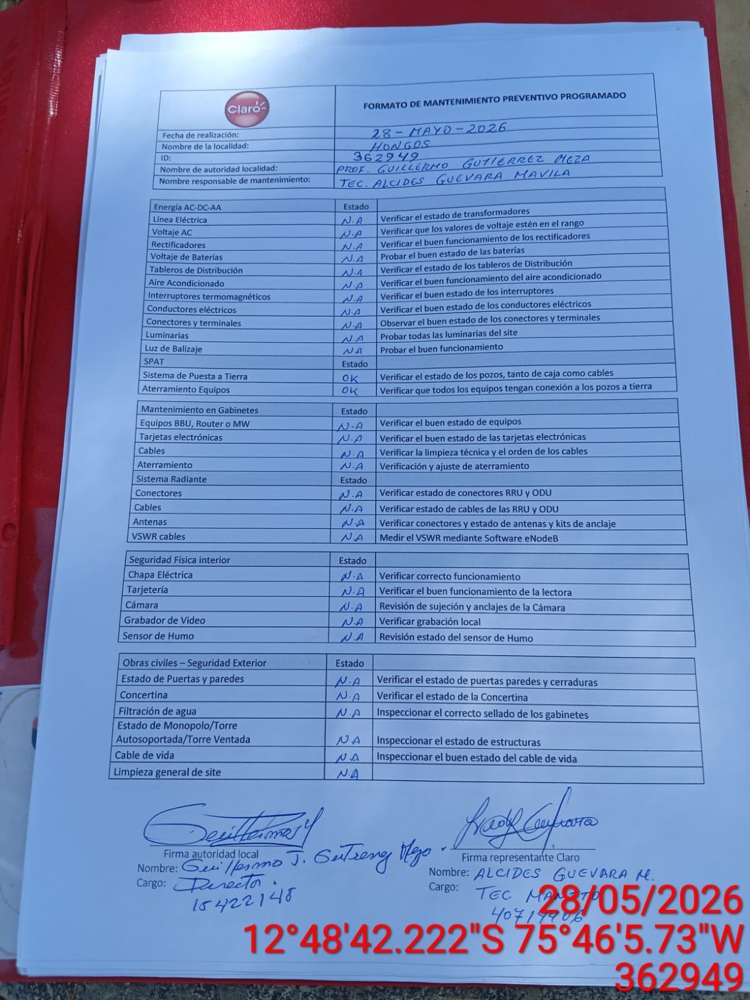 Claro
FORMATO DE MANTENIMIENTO PREVENTIVO PROGRAMADO
Fecha de realización: 28-MAYO-2026
Nombre de la localidad: HONGOS
ID: 362949
Nombre de autoridad localidad: PROF. GUILLERMO GUTIERREZ MEZA
Nombre responsable de mantenimiento: TEC. ALCIDES GUEVARA MAVILA
Energía AC-DC-AA Estado
Línea Eléctrica N.A Verificar el estado de transformadores
Voltaje AC N.A Verificar que los valores de voltaje estén en el rango
Rectificadores N.A Verificar el buen funcionamiento de los rectificadores
Voltaje de Baterías N.A Probar el buen estado de las baterías
Tableros de Distribución N.A Verificar el estado de los tableros de Distribución
Aire Acondicionado N.A Verificar el buen funcionamiento del aire acondicionado
Interruptores termomagnéticos N.A Verificar el buen estado de los interruptores
Conductores eléctricos N.A Verificar el buen estado de los conductores eléctricos
Conectores y terminales N.A Observar el buen estado de los conectores y terminales
Luminarias N.A Probar todas las luminarias del site
Luz de Balizaje NA Probar el buen funcionamiento
SPAT Estado
Sistema de Puesta a Tierra OK Verificar el estado de los pozos, tanto de caja como cables
Aterramiento Equipos OK Verificar que todos los equipos tengan conexión a los pozos a tierra
Mantenimiento en Gabinetes Estado
Equipos BBU, Router o MW N.A Verificar el buen estado de equipos
Tarjetas electrónicas N.A Verificar el buen estado de las tarjetas electrónicas
Cables N.A Verificar la limpieza técnica y el orden de los cables
Aterramiento N.A Verificación y ajuste de aterramiento
Sistema Radiante Estado
Conectores N.A Verificar estado de conectores RRU y ODU
Cables N.A Verificar estado de cables de las RRU y ODU
Antenas N.A Verificar conectores y estado de antenas y kits de anclaje
VSWR cables NA Medir el VSWR mediante Software eNodeB
Seguridad Física interior Estado
Chapa Eléctrica N.A Verificar correcto funcionamiento
Tarjetería N.A Verificar el buen funcionamiento de la lectora
Cámara N.A Revisión de sujeción y anclajes de la Cámara
Grabador de Video N.A Verificar grabación local
Sensor de Humo N.A Revisión estado del sensor de Humo
Obras civiles – Seguridad Exterior Estado
Estado de Puertas y paredes N.A Verificar el estado de puertas paredes y cerraduras
Concertina N.A Verificar el estado de la Concertina
Filtración de agua N.A Inspeccionar el correcto sellado de los gabinetes
Estado de Monopolo/Torre
Autosoportada/Torre Ventada NA Inspeccionar el estado de estructuras
Cable de vida NA Inspeccionar el buen estado del cable de vida
Limpieza general de site N.A
Firma autoridad local
Nombre: Guillermo J.
Cargo: Director.
15422148
Firma representante Claro
Nombre: ALCIDES GUEVARA M.
Cargo: TEC MANTTO
28/05/2026
12°48'42.222"S 75°46'5.73"W
362949